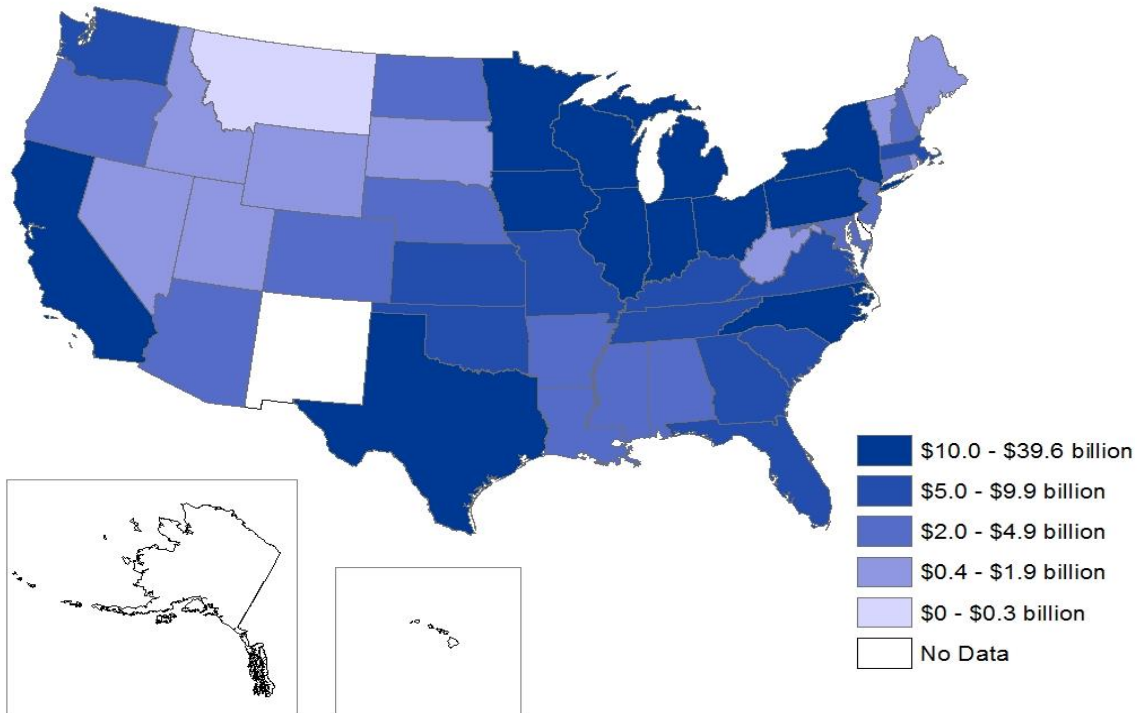 $10.0 - $39.6 billion
$5.0 - $9.9 billion
$2.0 - $4.9 billion
$0.4 - $1.9 billion
$0 - $0.3 billion
No Data